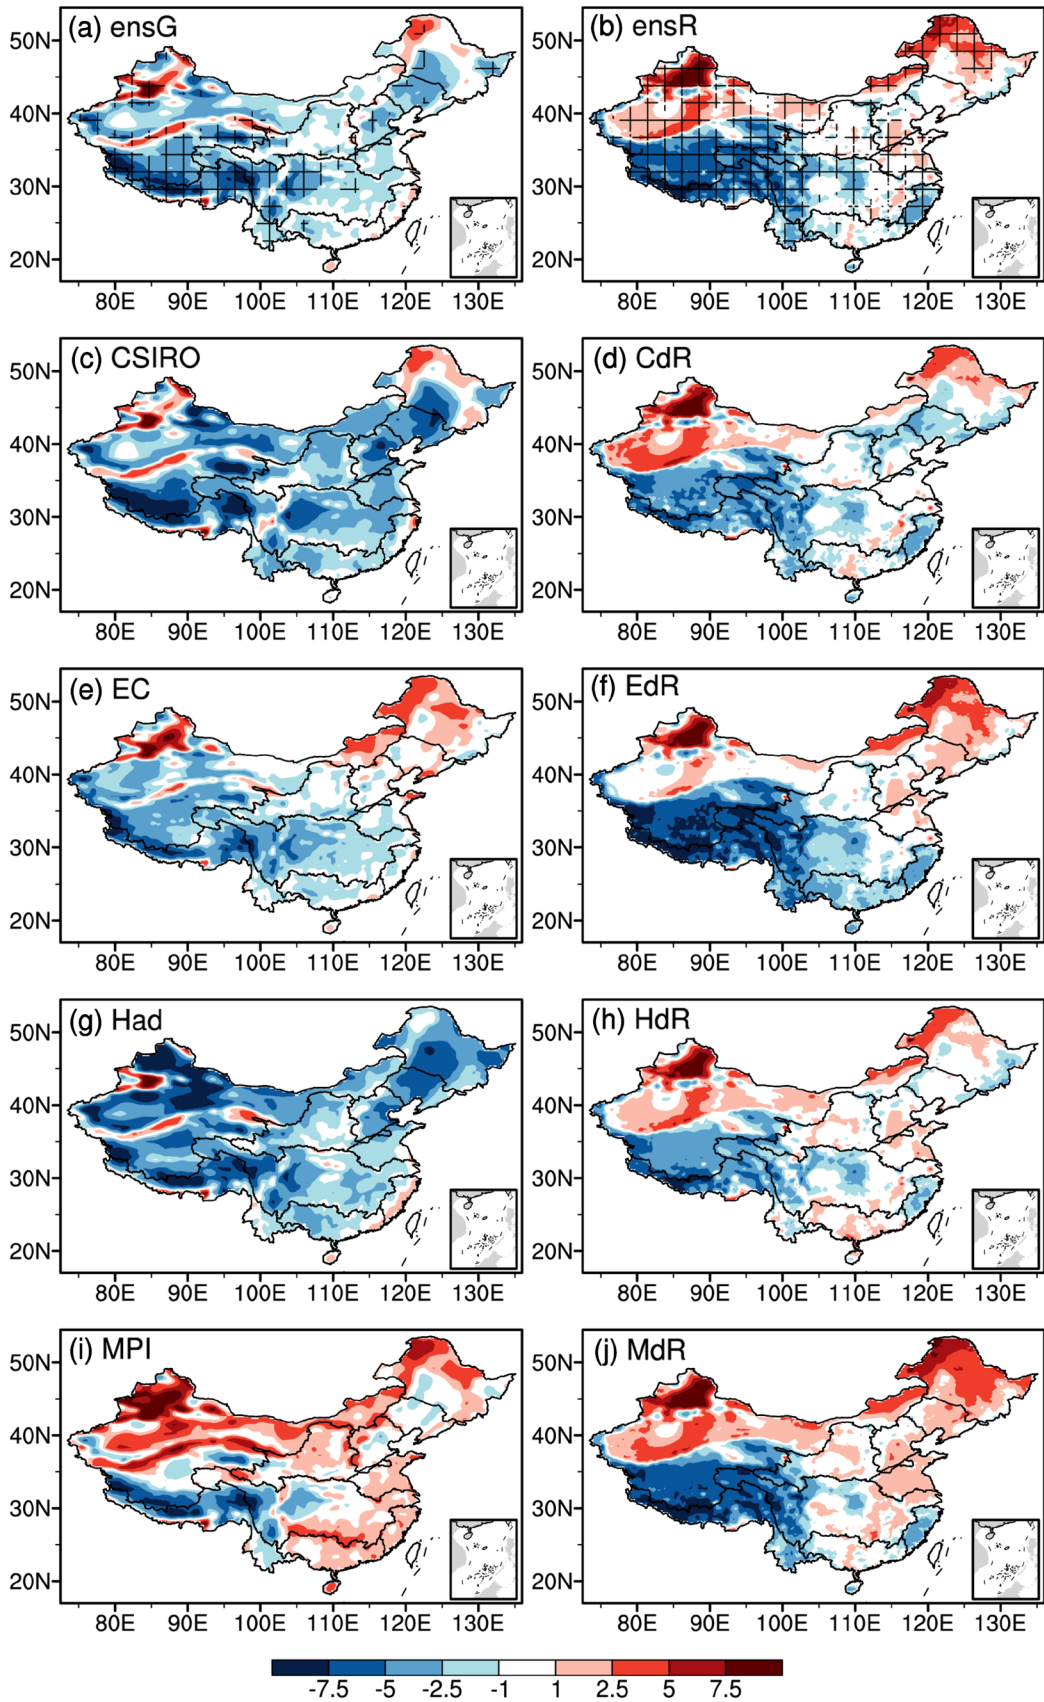 (a) ensG
(b) ensR
50N
40N
30N
20N
50N
40N
30N
20N
80E 90E 100E 110E 120E 130E
80E 90E 100E 110E 120E 130E
(c) CSIRO
(d) CdR
50N
40N
30N
20N
50N
40N
30N
20N
80E 90E 100E 110E 120E 130E
80E 90E 100E 110E 120E 130E
(e) EC
(f) EdR
50N
40N
30N
20N
50N
40N
30N
20N
80E 90E 100E 110E 120E 130E
80E 90E 100E 110E 120E 130E
(g) Had
(h) HdR
50N
40N
30N
20N
50N
40N
30N
20N
80E 90E 100E 110E 120E 130E
80E 90E 100E 110E 120E 130E
(i) MPI
(j) MdR
50N
40N
30N
20N
50N
40N
30N
20N
80E 90E 100E 110E 120E 130E
80E 90E 100E 110E 120E 130E
-7.5 -5 -2.5 -1 1 2.5 5 7.5